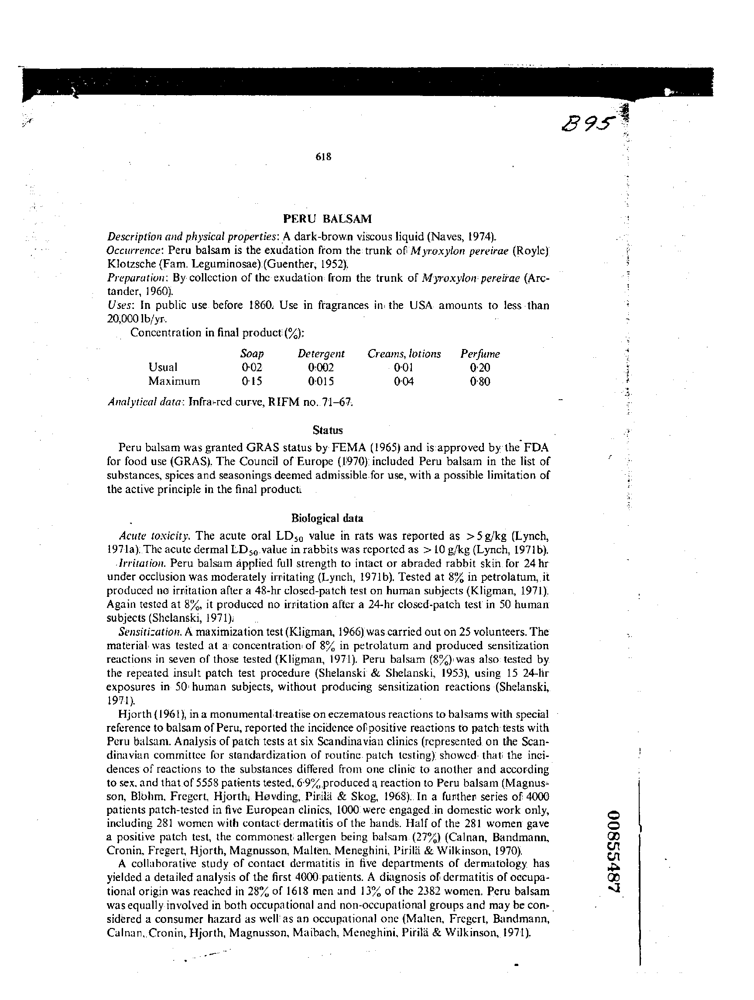 B95
618
PERU BALSAM
Description and physical properties: A dark-brown viscous liquid (Naves, 1974).
Occurrence: Peru balsam is the exudation from the trunk of Myroxylon pereirae (Royle)
Klotzsche (Fam. Leguminosae) (Guenther, 1952).
Preparation: By collection of the exudation from the trunk of Myroxylon pereirae (Arc-
tander, 1960).
Uses: In public use before 1860. Use in fragrances in the USA amounts to less than
20,000 lb/yr.
Concentration in final product (%):
Soap Detergent Creams, lotions Perfume
Usual 0·02 0·002 0·01 0·20
Maximum 0·15 0·015 0·04 0·80
Analytical data: Infra-red curve, RIFM no. 71–67.
Status
Peru balsam was granted GRAS status by FEMA (1965) and is approved by the FDA
for food use (GRAS). The Council of Europe (1970) included Peru balsam in the list of
substances, spices and seasonings deemed admissible for use, with a possible limitation of
the active principle in the final product.
Biological data
Acute toxicity. The acute oral LD50 value in rats was reported as > 5 g/kg (Lynch,
1971a). The acute dermal LD50 value in rabbits was reported as > 10 g/kg (Lynch, 1971b).
Irritation. Peru balsam applied full strength to intact or abraded rabbit skin for 24 hr
under occlusion was moderately irritating (Lynch, 1971b). Tested at 8% in petrolatum, it
produced no irritation after a 48-hr closed-patch test on human subjects (Kligman, 1971).
Again tested at 8%, it produced no irritation after a 24-hr closed-patch test in 50 human
subjects (Shelanski, 1971).
Sensitization. A maximization test (Kligman, 1966) was carried out on 25 volunteers. The
material was tested at a concentration of 8% in petrolatum and produced sensitization
reactions in seven of those tested (Kligman, 1971). Peru balsam (8%) was also tested by
the repeated insult patch test procedure (Shelanski & Shelanski, 1953), using 15 24-hr
exposures in 50 human subjects, without producing sensitization reactions (Shelanski,
1971).
Hjorth (1961), in a monumental treatise on eczematous reactions to balsams with special
reference to balsam of Peru, reported the incidence of positive reactions to patch tests with
Peru balsam. Analysis of patch tests at six Scandinavian clinics (represented on the Scan-
dinavian committee for standardization of routine patch testing) showed that the inci-
dences of reactions to the substances differed from one clinic to another and according
to sex, and that of 5558 patients tested, 6·9% produced a reaction to Peru balsam (Magnus-
son, Blohm, Fregert, Hjorth, Høvding, Pirilä & Skog, 1968). In a further series of 4000
patients patch-tested in five European clinics, 1000 were engaged in domestic work only,
including 281 women with contact dermatitis of the hands. Half of the 281 women gave
a positive patch test, the commonest allergen being balsam (27%) (Calnan, Bandmann,
Cronin, Fregert, Hjorth, Magnusson, Malten, Meneghini, Pirilä & Wilkinson, 1970).
A collaborative study of contact dermatitis in five departments of dermatology has
yielded a detailed analysis of the first 4000 patients. A diagnosis of dermatitis of occupa-
tional origin was reached in 28% of 1618 men and 13% of the 2382 women. Peru balsam
was equally involved in both occupational and non-occupational groups and may be con-
sidered a consumer hazard as well as an occupational one (Malten, Fregert, Bandmann,
Calnan, Cronin, Hjorth, Magnusson, Maibach, Meneghini, Pirilä & Wilkinson, 1971).
00855487